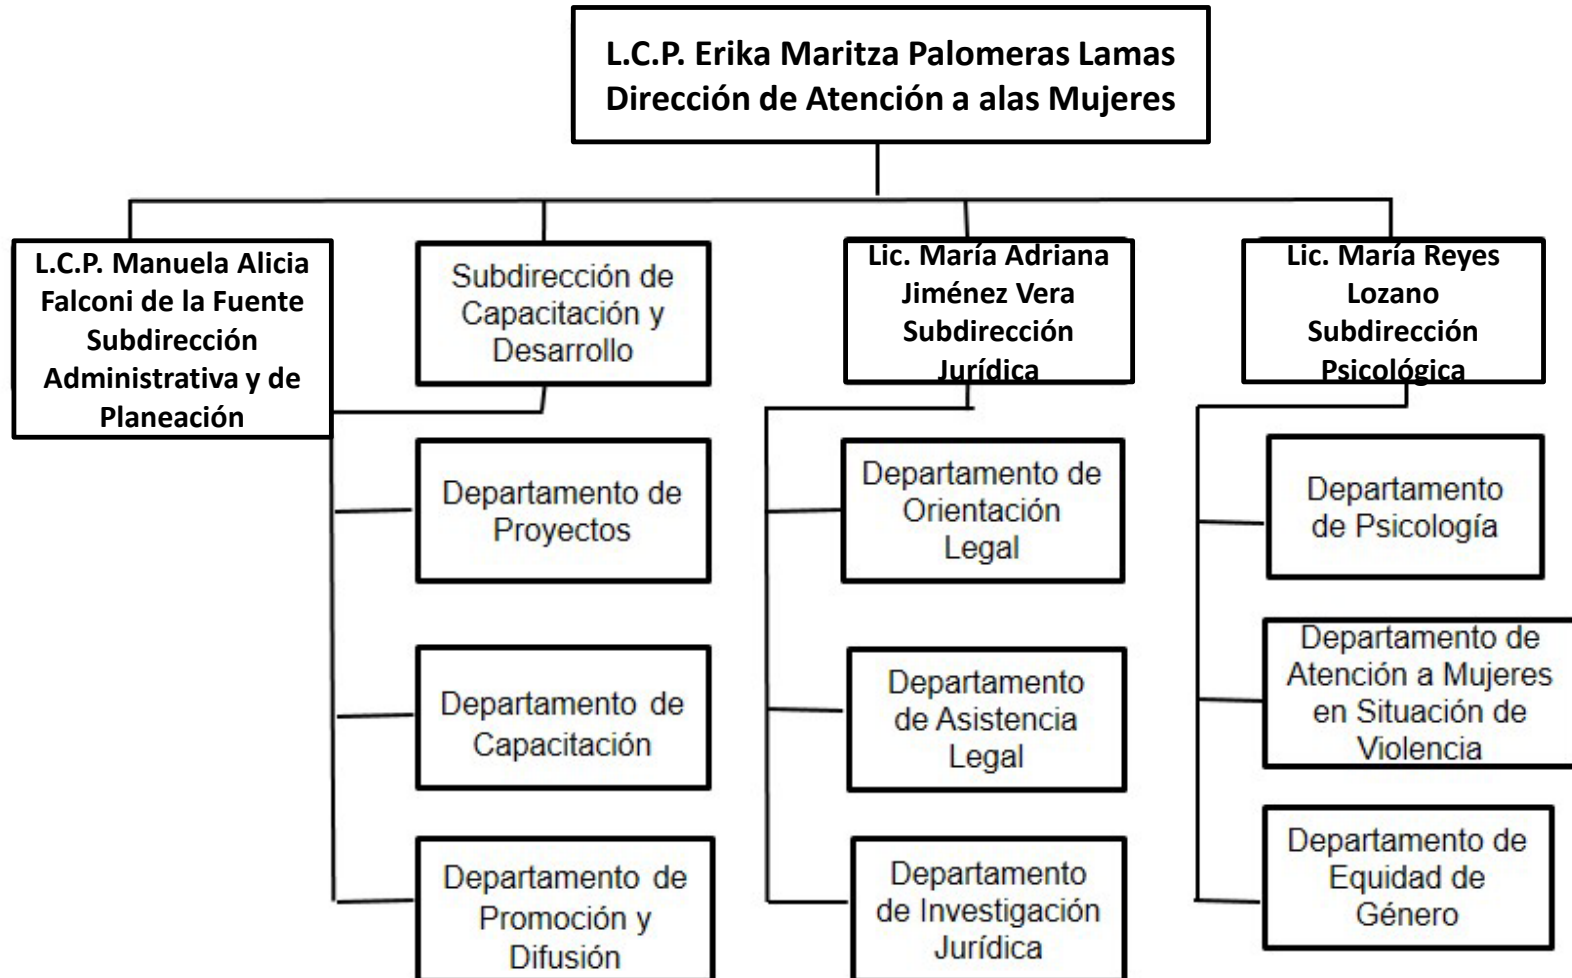 L.C.P. Erika Maritza Palomeras Lamas
Dirección de Atención a alas Mujeres
L.C.P. Manuela Alicia
Falconi de la Fuente
Subdirección
Administrativa y de
Planeación
Subdirección de
Capacitación y
Desarrollo
Lic. María Adriana
Jiménez Vera
Subdirección
Jurídica
Lic. María Reyes
Lozano
Subdirección
Psicológica
Departamento de
Proyectos
Departamento de
Capacitación
Departamento de
Promoción y
Difusión
Departamento de
Orientación
Legal
Departamento
de Asistencia
Legal
Departamento
de Investigación
Jurídica
Departamento
de Psicología
Departamento de
Atención a Mujeres
en Situación de
Violencia
Departamento de
Equidad de
Género